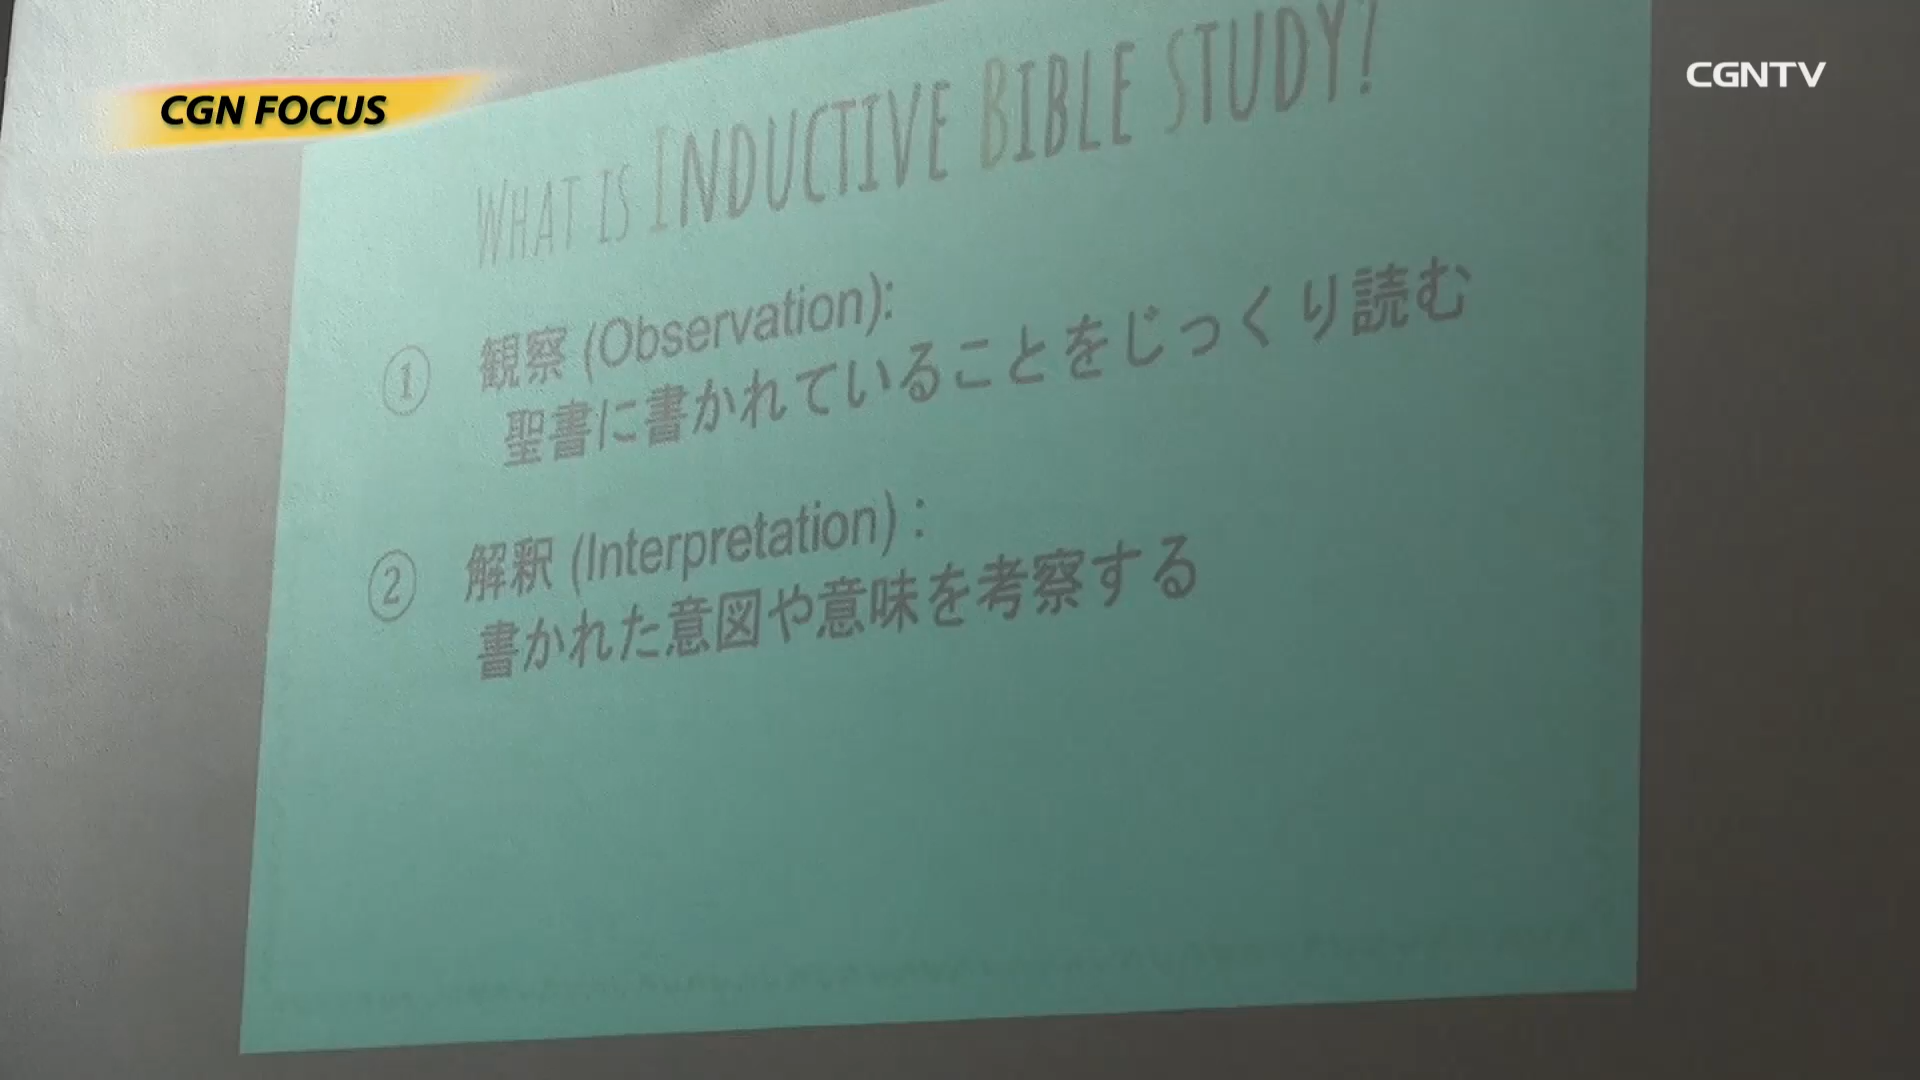 CGN FOCUS
CGNTV
WHAT IS INDUCTIVE BIBLE STUDY?
① 観察 (Observation):
聖書に書かれていることをじっくり読む
② 解釈 (Interpretation) :
書かれた意図や意味を考察する